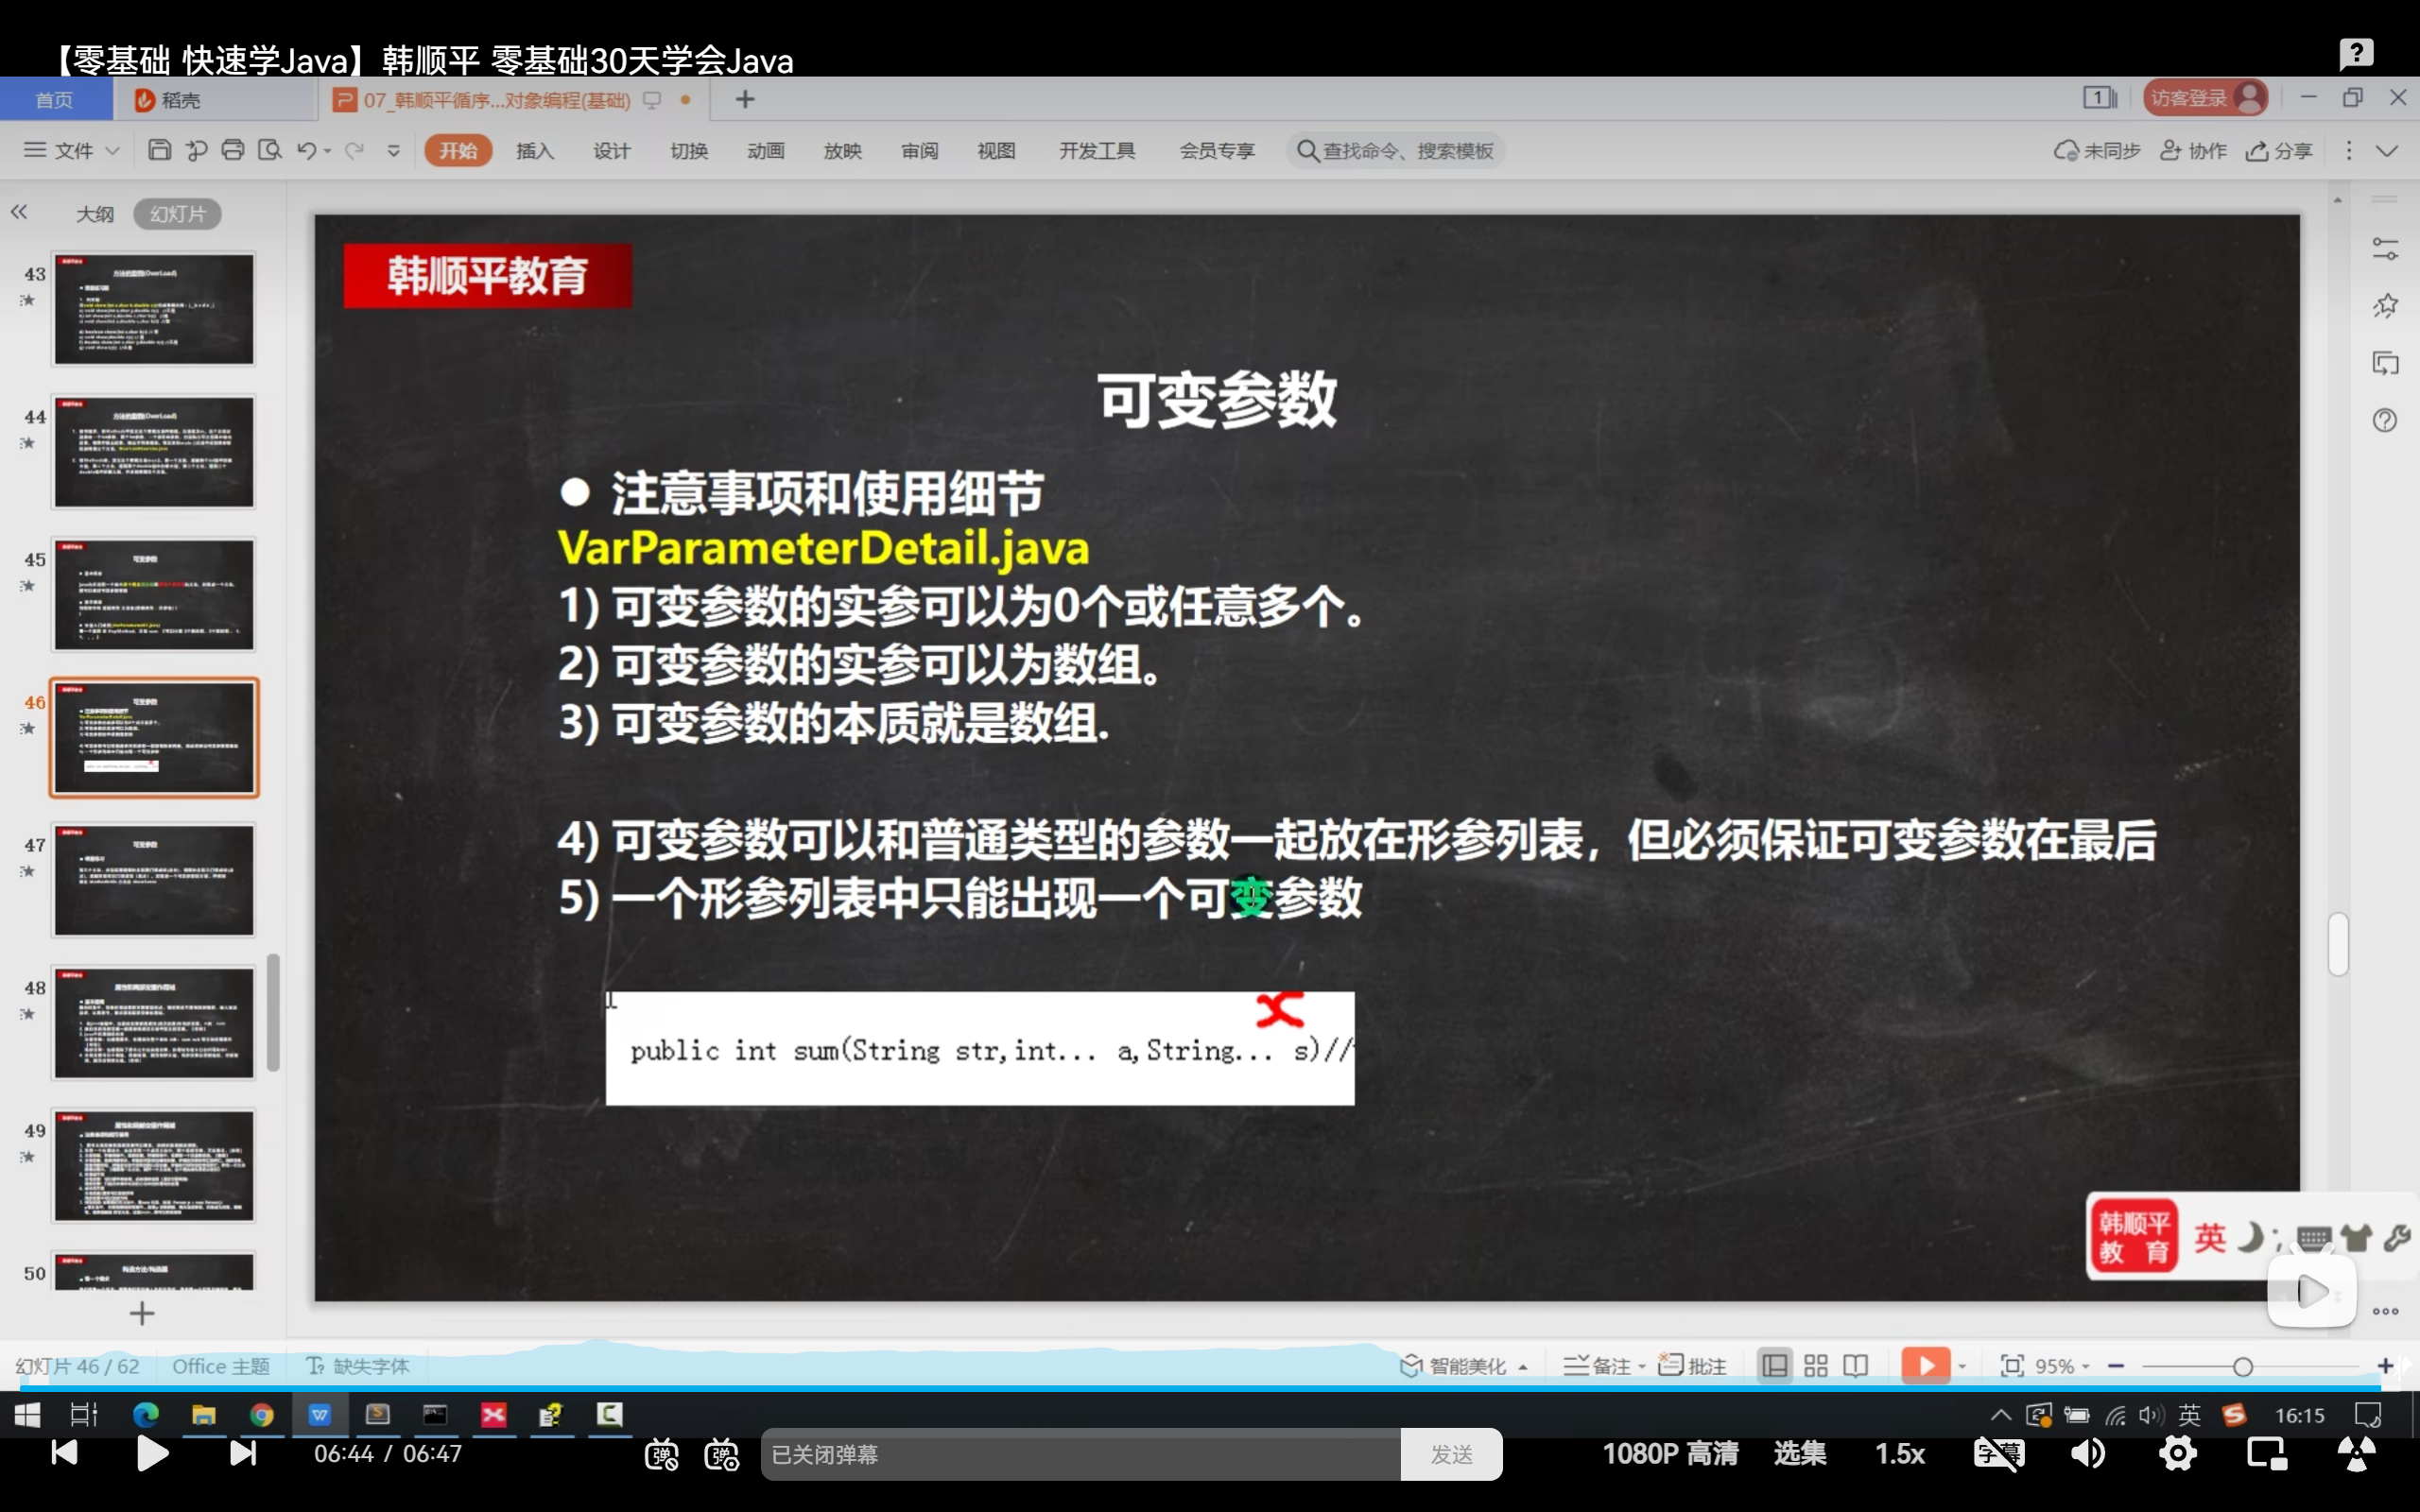 【零基础 快速学Java】韩顺平 零基础30天学会Java
首页
稻壳
07_韩顺平循序...对象编程(基础)
1
访客登录
文件
开始
插入
设计
切换
动画
放映
审阅
视图
开发工具
会员专享
查找命令、搜索模板
未同步
协作
分享
大纲
幻灯片
43
44
45
46
47
48
49
50
韩顺平教育
可变参数
● 注意事项和使用细节
VarParameterDetail.java
1) 可变参数的实参可以为0个或任意多个。
2) 可变参数的实参可以为数组。
3) 可变参数的本质就是数组.
4) 可变参数可以和普通类型的参数一起放在形参列表，但必须保证可变参数在最后
5) 一个形参列表中只能出现一个可变参数
public int sum(String str,int... a,String... s)//
韩顺平
教 育
英
幻灯片 46 / 62
Office 主题
缺失字体
智能美化
备注
批注
95%
英
16:15
06:44 / 06:47
已关闭弹幕
发送
1080P 高清
选集
1.5x
字幕